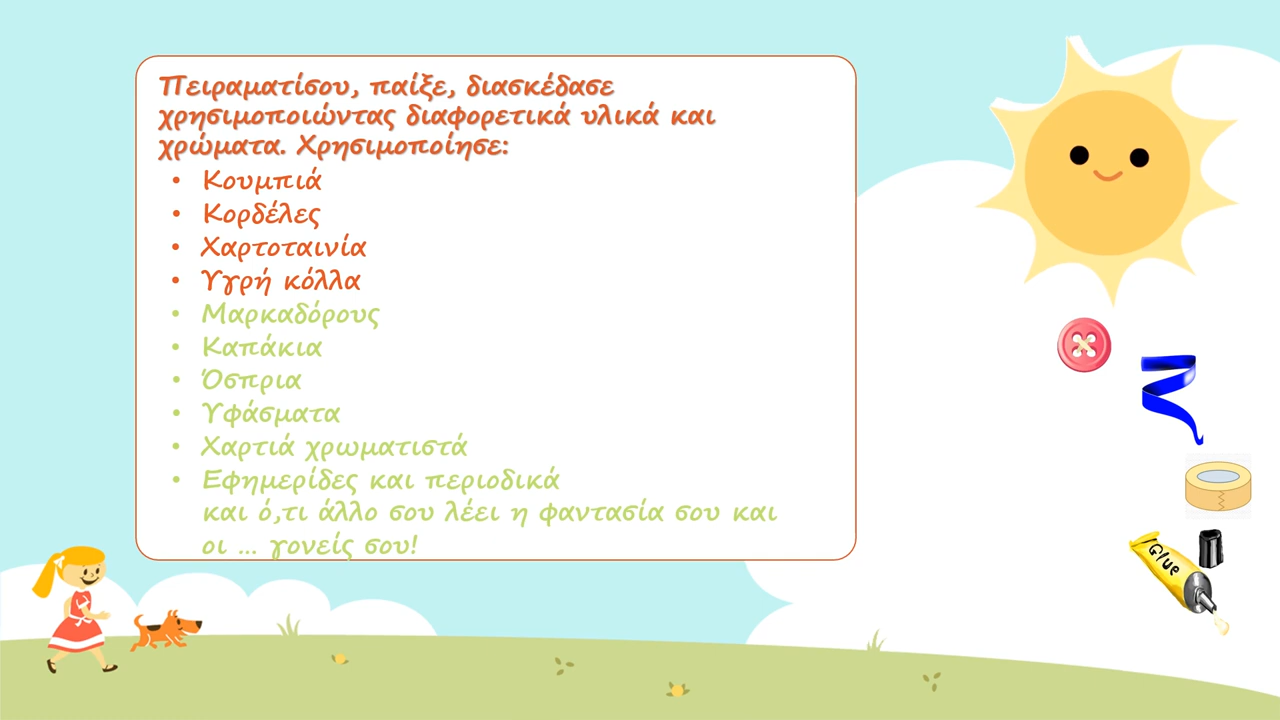 Πειραματίσου, παίξε, διασκέδασε
χρησιμοποιώντας διαφορετικά υλικά και
χρώματα. Χρησιμοποίησε:
• Κουμπιά
• Κορδέλες
• Χαρτοταινία
• Υγρή κόλλα
• Μαρκαδόρους
• Καπάκια
• Όσπρια
• Υφάσματα
• Χαρτιά χρωματιστά
• Εφημερίδες και περιοδικά
και ό,τι άλλο σου λέει η φαντασία σου και
οι ... γονείς σου!
Glue